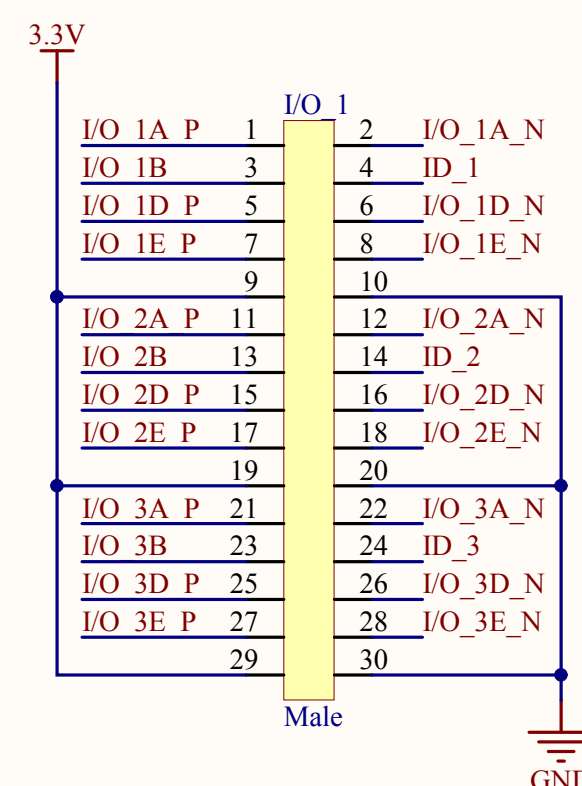 3.3V
I/O_1
I/O_1A_P 1 2 I/O_1A_N
I/O_1B 3 4 ID_1
I/O_1D_P 5 6 I/O_1D_N
I/O_1E_P 7 8 I/O_1E_N
9 10
I/O_2A_P 11 12 I/O_2A_N
I/O_2B 13 14 ID_2
I/O_2D_P 15 16 I/O_2D_N
I/O_2E_P 17 18 I/O_2E_N
19 20
I/O_3A_P 21 22 I/O_3A_N
I/O_3B 23 24 ID_3
I/O_3D_P 25 26 I/O_3D_N
I/O_3E_P 27 28 I/O_3E_N
29 30
Male
GND